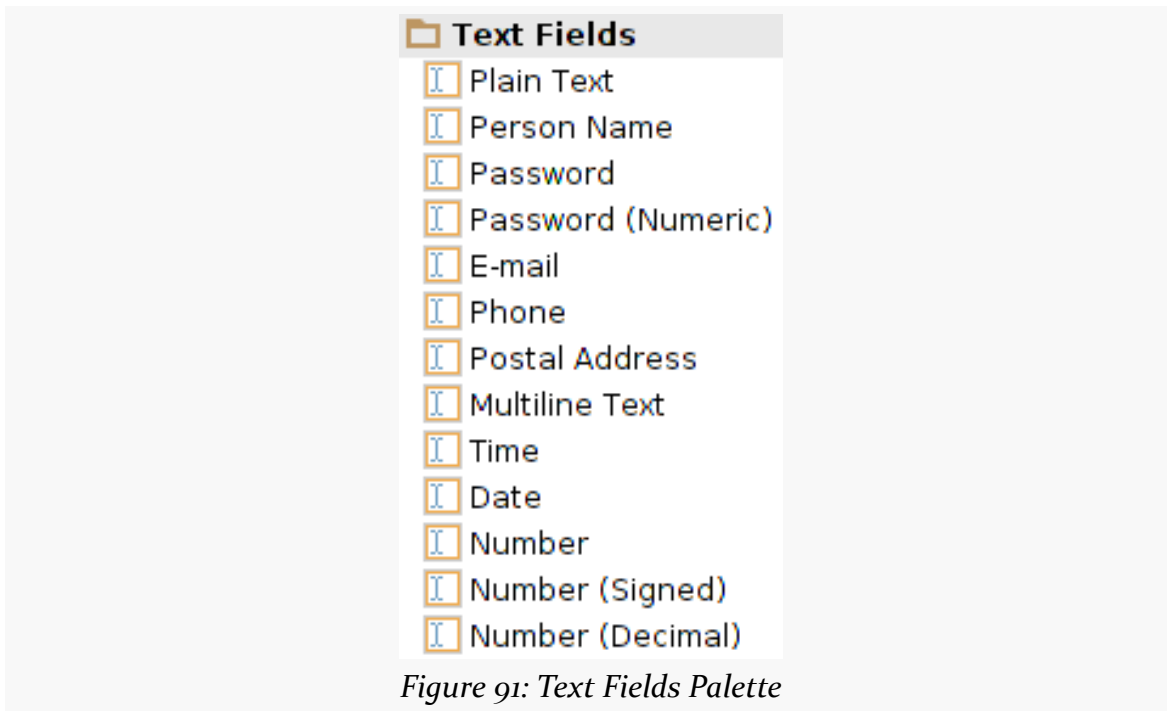 Text Fields
Plain Text
Person Name
Password
Password (Numeric)
E-mail
Phone
Postal Address
Multiline Text
Time
Date
Number
Number (Signed)
Number (Decimal)
Figure 91: Text Fields Palette